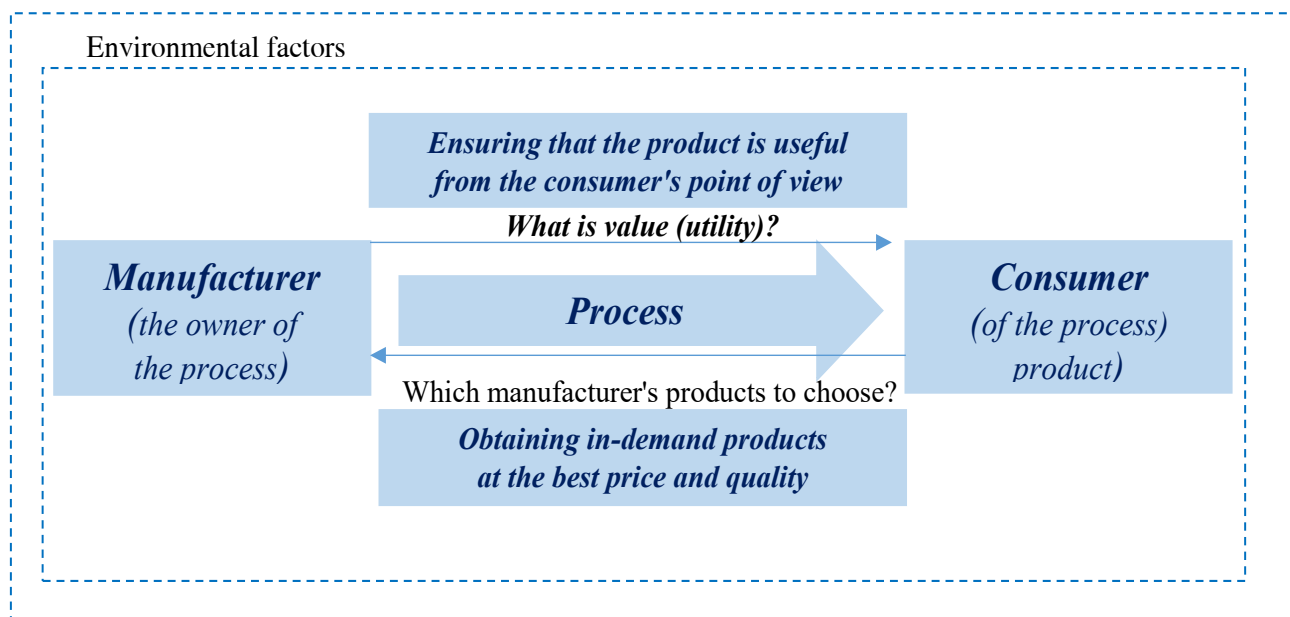 Environmental factors
Ensuring that the product is useful
from the consumer's point of view
What is value (utility)?
Manufacturer
(the owner of
the process)
Process
Consumer
(of the process)
product)
Which manufacturer's products to choose?
Obtaining in-demand products
at the best price and quality